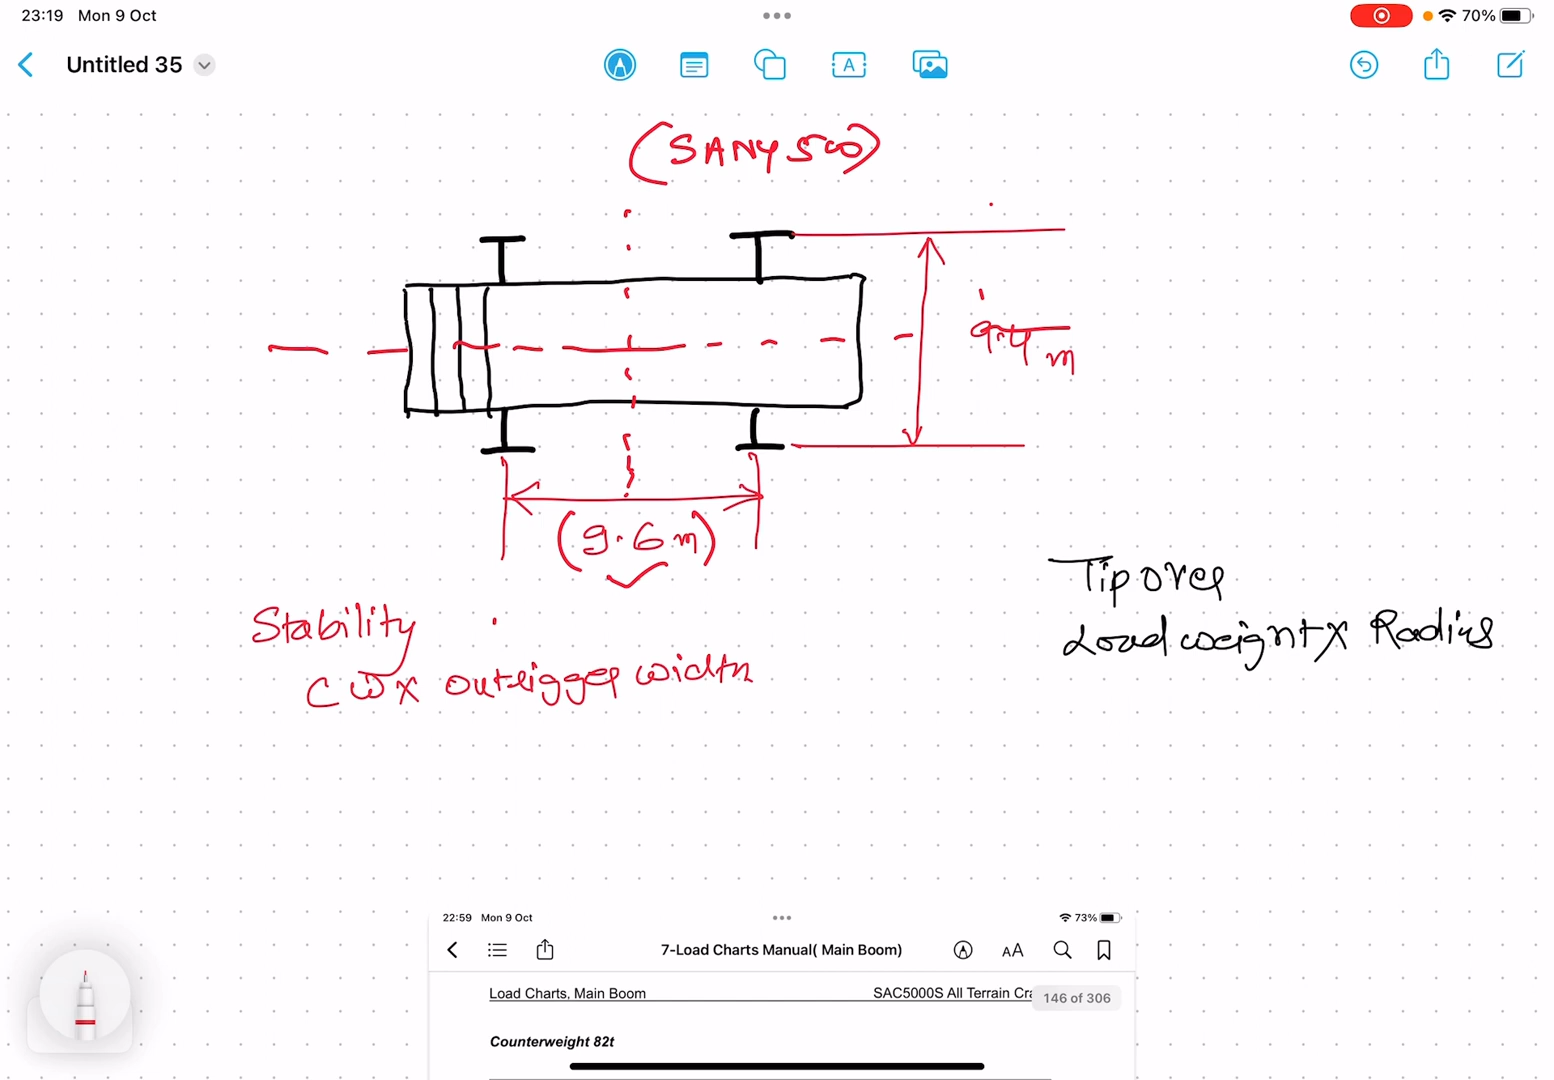 23:19 Mon 9 Oct
70%
Untitled 35
A
(SANY 500)
9.4 m
(9.6 m)
Tip over
Load weight x Radius
Stability
CW x outrigger width
22:59 Mon 9 Oct
73%
7-Load Charts Manual( Main Boom)
AA
Load Charts, Main Boom
SAC5000S All Terrain Cra
146 of 306
Counterweight 82t